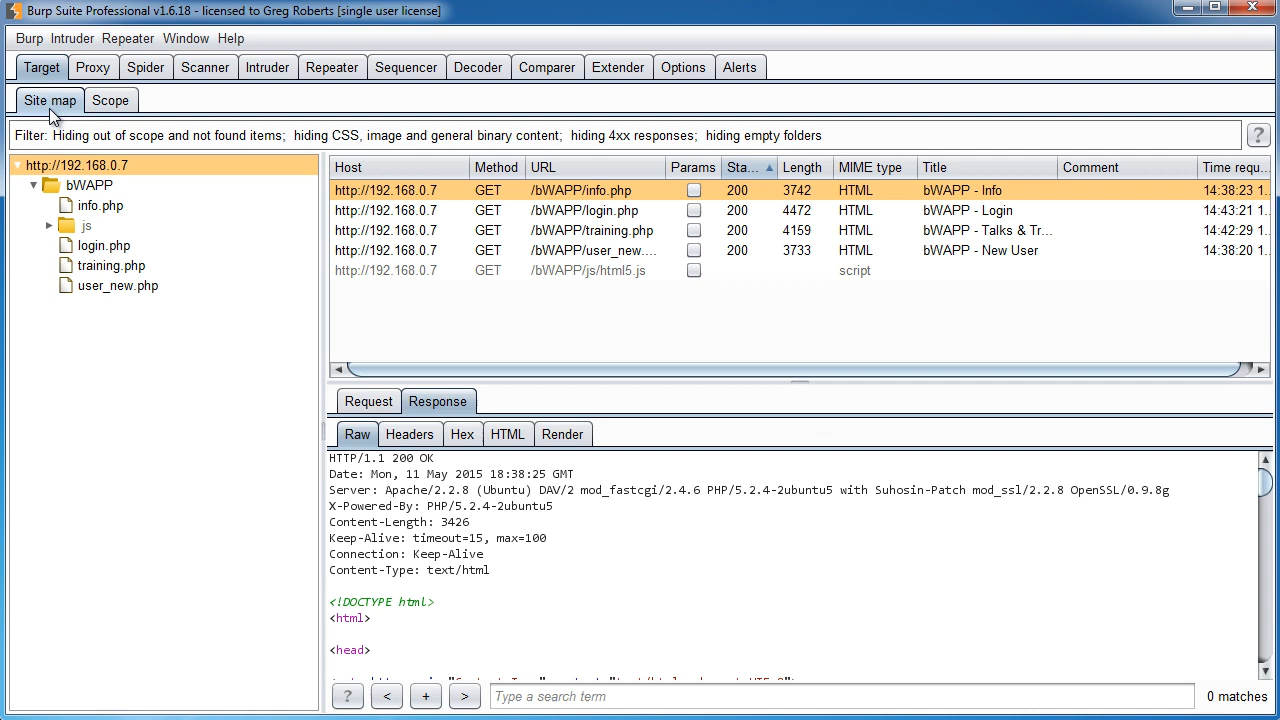 Burp Suite Professional v1.6.18 - licensed to Greg Roberts [single user license]
Burp Intruder Repeater Window Help
Target Proxy Spider Scanner Intruder Repeater Sequencer Decoder Comparer Extender Options Alerts
Site map Scope
Filter: Hiding out of scope and not found items; hiding CSS, image and general binary content; hiding 4xx responses; hiding empty folders ?
http://192.168.0.7
bWAPP
info.php
js
login.php
training.php
user_new.php
Host Method URL Params Sta... Length MIME type Title Comment Time requ...
http://192.168.0.7 GET /bWAPP/info.php 200 3742 HTML bWAPP - Info 14:38:23 1...
http://192.168.0.7 GET /bWAPP/login.php 200 4472 HTML bWAPP - Login 14:43:21 1...
http://192.168.0.7 GET /bWAPP/training.php 200 4159 HTML bWAPP - Talks & Tr... 14:42:29 1...
http://192.168.0.7 GET /bWAPP/user_new.... 200 3733 HTML bWAPP - New User 14:38:20 1...
http://192.168.0.7 GET /bWAPP/js/html5.js script
Request Response
Raw Headers Hex HTML Render
HTTP/1.1 200 OK
Date: Mon, 11 May 2015 18:38:25 GMT
Server: Apache/2.2.8 (Ubuntu) DAV/2 mod_fastcgi/2.4.6 PHP/5.2.4-2ubuntu5 with Suhosin-Patch mod_ssl/2.2.8 OpenSSL/0.9.8g
X-Powered-By: PHP/5.2.4-2ubuntu5
Content-Length: 3426
Keep-Alive: timeout=15, max=100
Connection: Keep-Alive
Content-Type: text/html
<!DOCTYPE html>
<html>
<head>
? < + > Type a search term 0 matches